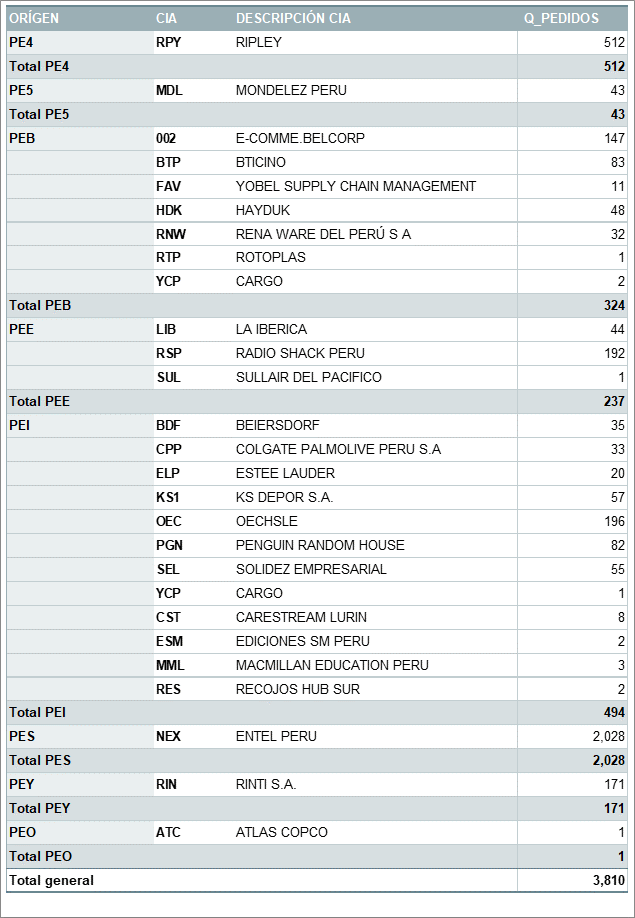 ORÍGEN CIA DESCRIPCIÓN CIA Q_PEDIDOS
PE4 RPY RIPLEY 512
Total PE4 512
PE5 MDL MONDELEZ PERU 43
Total PE5 43
PEB 002 E-COMME.BELCORP 147
BTP BTICINO 83
FAV YOBEL SUPPLY CHAIN MANAGEMENT 11
HDK HAYDUK 48
RNW RENA WARE DEL PERÚ S A 32
RTP ROTOPLAS 1
YCP CARGO 2
Total PEB 324
PEE LIB LA IBERICA 44
RSP RADIO SHACK PERU 192
SUL SULLAIR DEL PACIFICO 1
Total PEE 237
PEI BDF BEIERSDORF 35
CPP COLGATE PALMOLIVE PERU S.A 33
ELP ESTEE LAUDER 20
KS1 KS DEPOR S.A. 57
OEC OECHSLE 196
PGN PENGUIN RANDOM HOUSE 82
SEL SOLIDEZ EMPRESARIAL 55
YCP CARGO 1
CST CARESTREAM LURIN 8
ESM EDICIONES SM PERU 2
MML MACMILLAN EDUCATION PERU 3
RES RECOJOS HUB SUR 2
Total PEI 494
PES NEX ENTEL PERU 2,028
Total PES 2,028
PEY RIN RINTI S.A. 171
Total PEY 171
PEO ATC ATLAS COPCO 1
Total PEO 1
Total general 3,810